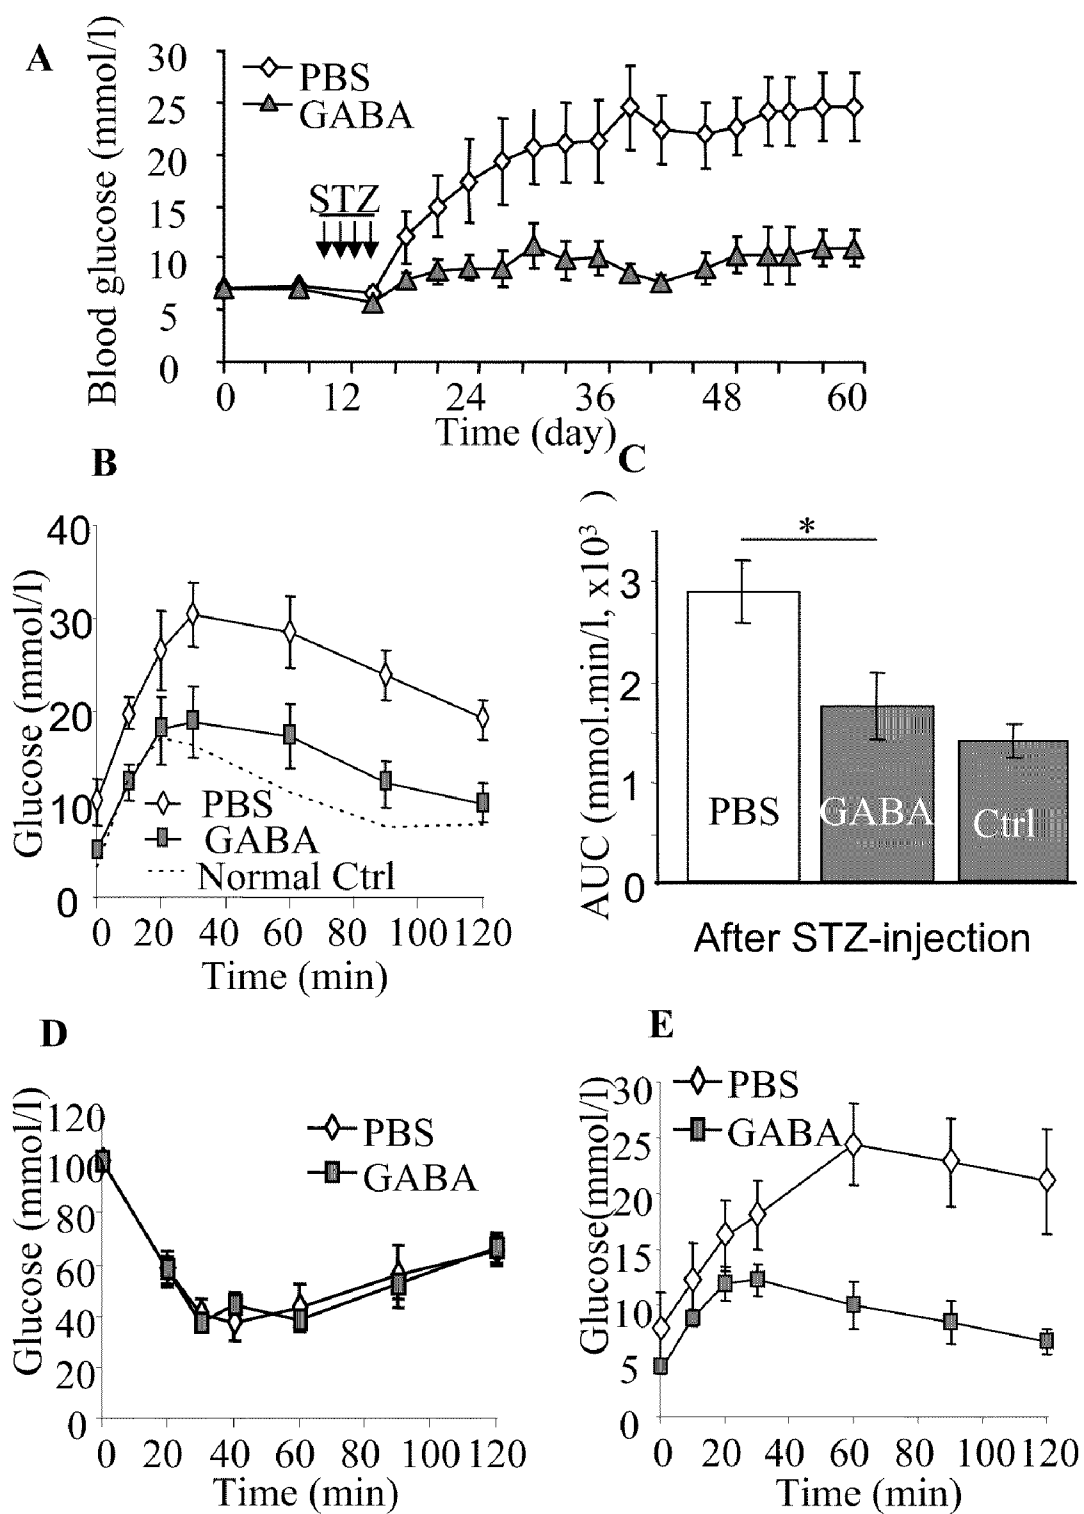 A
Blood glucose (mmol/l)
30
25
20
15
10
5
0
PBS
GABA
STZ
0 12 24 36 48 60
Time (day)
B
Glucose (mmol/l)
40
30
20
10
0
PBS
GABA
Normal Ctrl
0 20 40 60 80 100 120
Time (min)
C
AUC (mmol.min/l, x10³ )
3
2
1
0
*
PBS
GABA
Ctrl
After STZ-injection
D
Glucose (mmol/l)
120
100
80
60
40
20
0
PBS
GABA
0 20 40 60 80 100 120
Time (min)
E
Glucose(mmol/l)
30
25
20
15
10
5
0
PBS
GABA
0 20 40 60 80 100 120
Time (min)